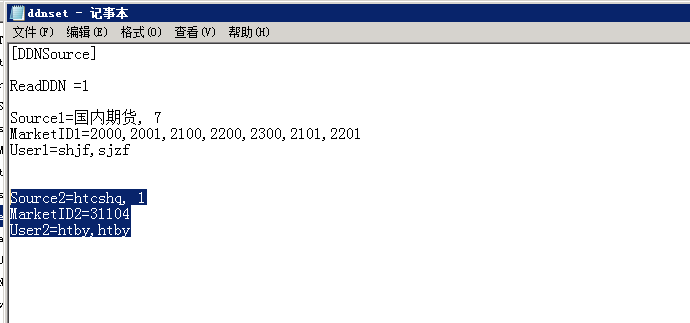 ddnset - 记事本
文件(F) 编辑(E) 格式(O) 查看(V) 帮助(H)
[DDNSource]
ReadDDN =1
Source1=国内期货, 7
MarketID1=2000,2001,2100,2200,2300,2101,2201
User1=shjf,sjzf
Source2=htcshq, 1
MarketID2=31104
User2=htby,htby